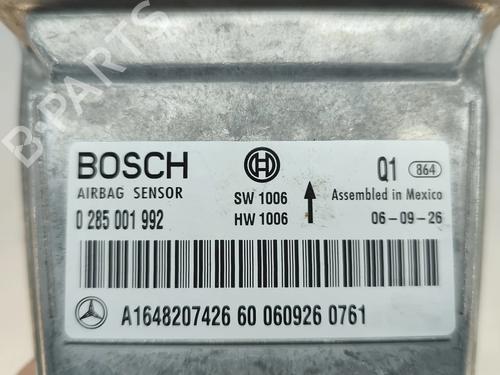 B-PARTS
BOSCH
AIRBAG SENSOR
0 285 001 992
SW 1006
HW 1006
Q1 864
Assembled in Mexico
06-09-26
A1648207426 60 060926 0761